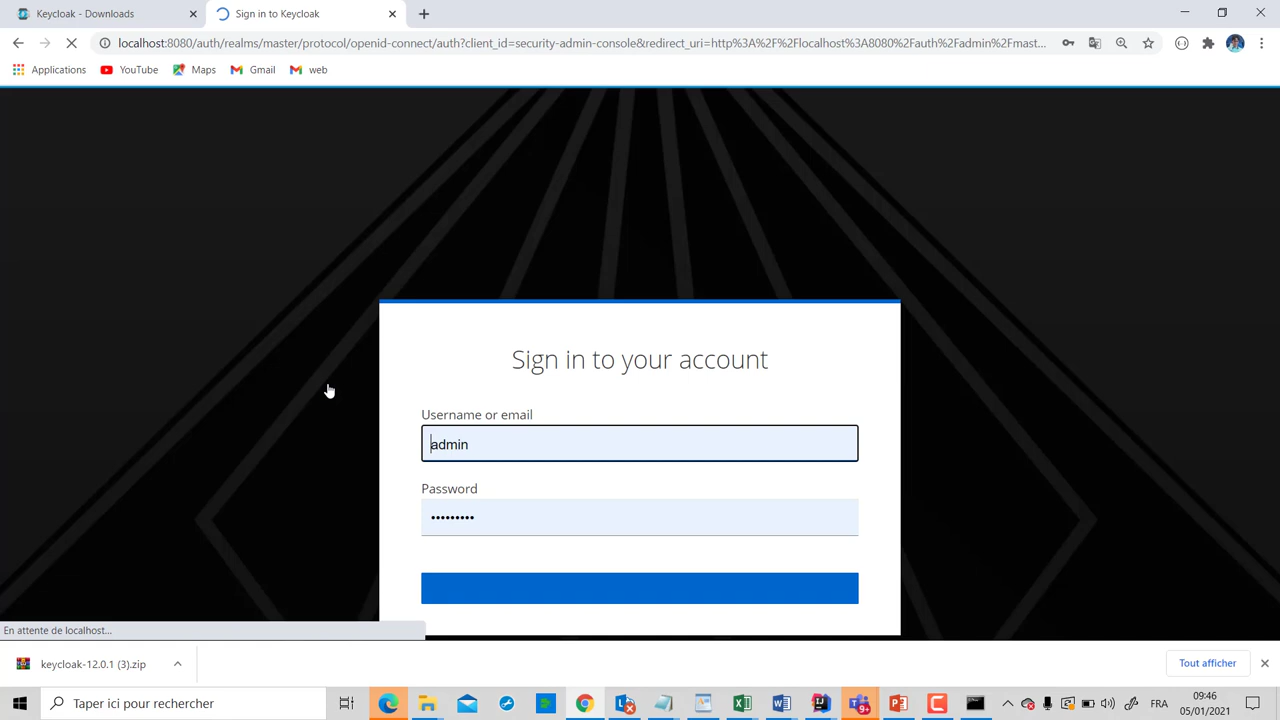 Keycloak - Downloads
Sign in to Keycloak
localhost:8080/auth/realms/master/protocol/openid-connect/auth?client_id=security-admin-console&redirect_uri=http%3A%2F%2Flocalhost%3A8080%2Fauth%2Fadmin%2Fmast...
Applications YouTube Maps Gmail web
Sign in to your account
Username or email
admin
Password
•••••••••
En attente de localhost...
keycloak-12.0.1 (3).zip
Tout afficher
Taper ici pour rechercher
9+
FRA
09:46
05/01/2021